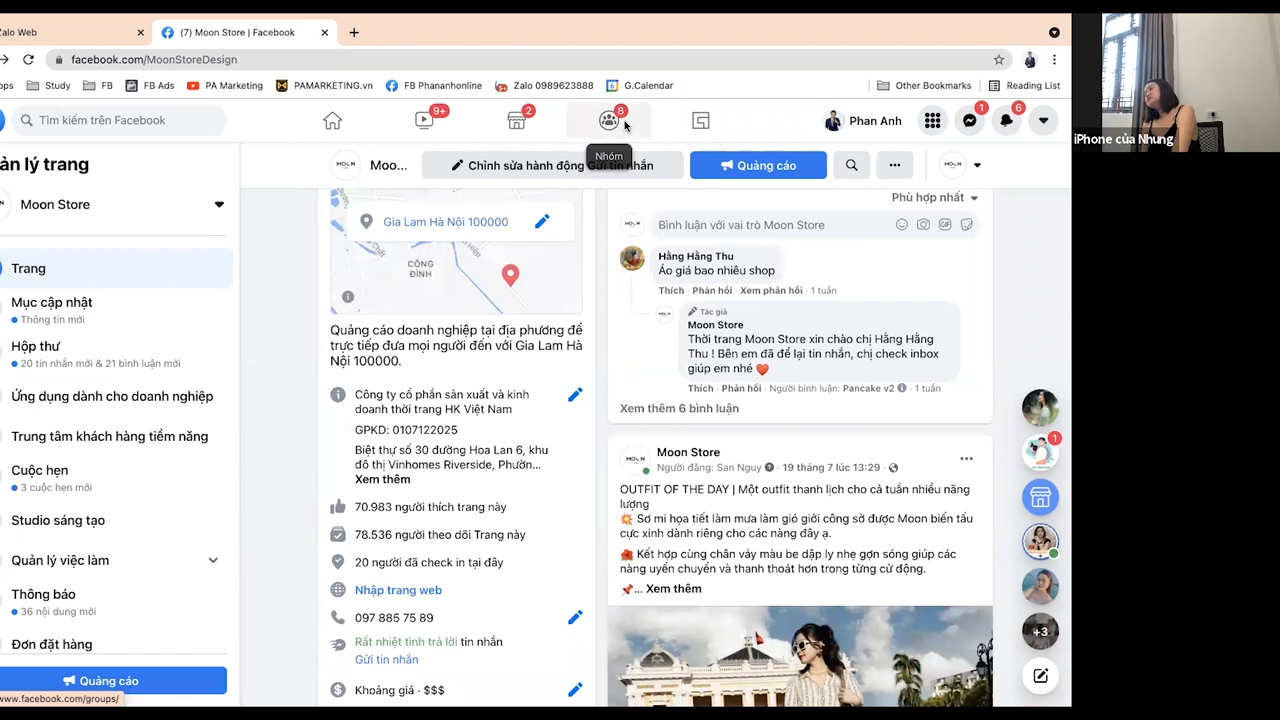 Zalo Web
(7) Moon Store | Facebook
facebook.com/MoonStoreDesign
Study
FB
FB Ads
PA Marketing
PAMARKETING.vn
FB Phananhonline
Zalo 0989623888
G.Calendar
Other Bookmarks
Reading List
iPhone của Nhung
Tìm kiếm trên Facebook
9+
2
8
Phan Anh
1
6
Nhóm
Moo...
Chỉnh sửa hành động Gửi tin nhắn
Quảng cáo
Moon Store
Trang
Mục cập nhật
Thông tin mới
Hộp thư
20 tin nhắn mới & 21 bình luận mới
Ứng dụng dành cho doanh nghiệp
Trung tâm khách hàng tiềm năng
Cuộc hẹn
3 cuộc hẹn mới
Studio sáng tạo
Quản lý việc làm
Thông báo
36 nội dung mới
Đơn đặt hàng
Quảng cáo
www.facebook.com/groups/
Gia Lam Hà Nội 100000
CÔNG
ĐÌNH
Quảng cáo doanh nghiệp tại địa phương để
trực tiếp đưa mọi người đến với Gia Lam Hà
Nội 100000.
Công ty cổ phần sản xuất và kinh
doanh thời trang HK Việt Nam
GPKD: 0107122025
Biệt thự số 30 đường Hoa Lan 6, khu
đô thị Vinhomes Riverside, Phườn...
Xem thêm
70.983 người thích trang này
78.536 người theo dõi Trang này
20 người đã check in tại đây
Nhập trang web
097 885 75 89
Rất nhiệt tình trả lời tin nhắn
Gửi tin nhắn
Khoảng giá · $$$
Phù hợp nhất
Bình luận với vai trò Moon Store
Hằng Hằng Thu
Áo giá bao nhiêu shop
Thích · Phản hồi · Xem phản hồi · 1 tuần
Tác giả
Moon Store
Thời trang Moon Store xin chào chị Hằng Hằng
Thu ! Bên em đã để lại tin nhắn, chị check inbox
giúp em nhé ❤️
Thích · Phản hồi · Người bình luận: Pancake v2 · 1 tuần
Xem thêm 6 bình luận
Moon Store
Người đăng: San Nguy · 19 tháng 7 lúc 13:29 ·
OUTFIT OF THE DAY | Một outfit thanh lịch cho cả tuần nhiều năng
lượng
💥 Sơ mi họa tiết làm mưa làm gió giới công sở được Moon biến tấu
cực xinh dành riêng cho các nàng đây ạ.
🌺 Kết hợp cùng chân váy màu be dập ly nhẹ gợn sóng giúp các
nàng uyển chuyển và thanh thoát hơn trong từng cử động.
📌... Xem thêm
1
+3